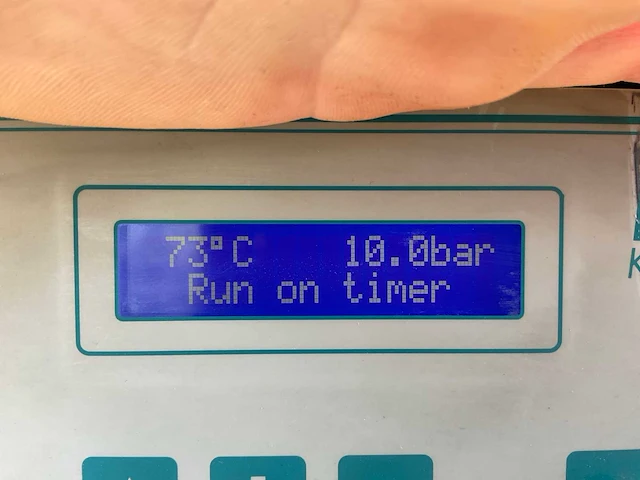 73°C 10.0bar
Run on timer
K